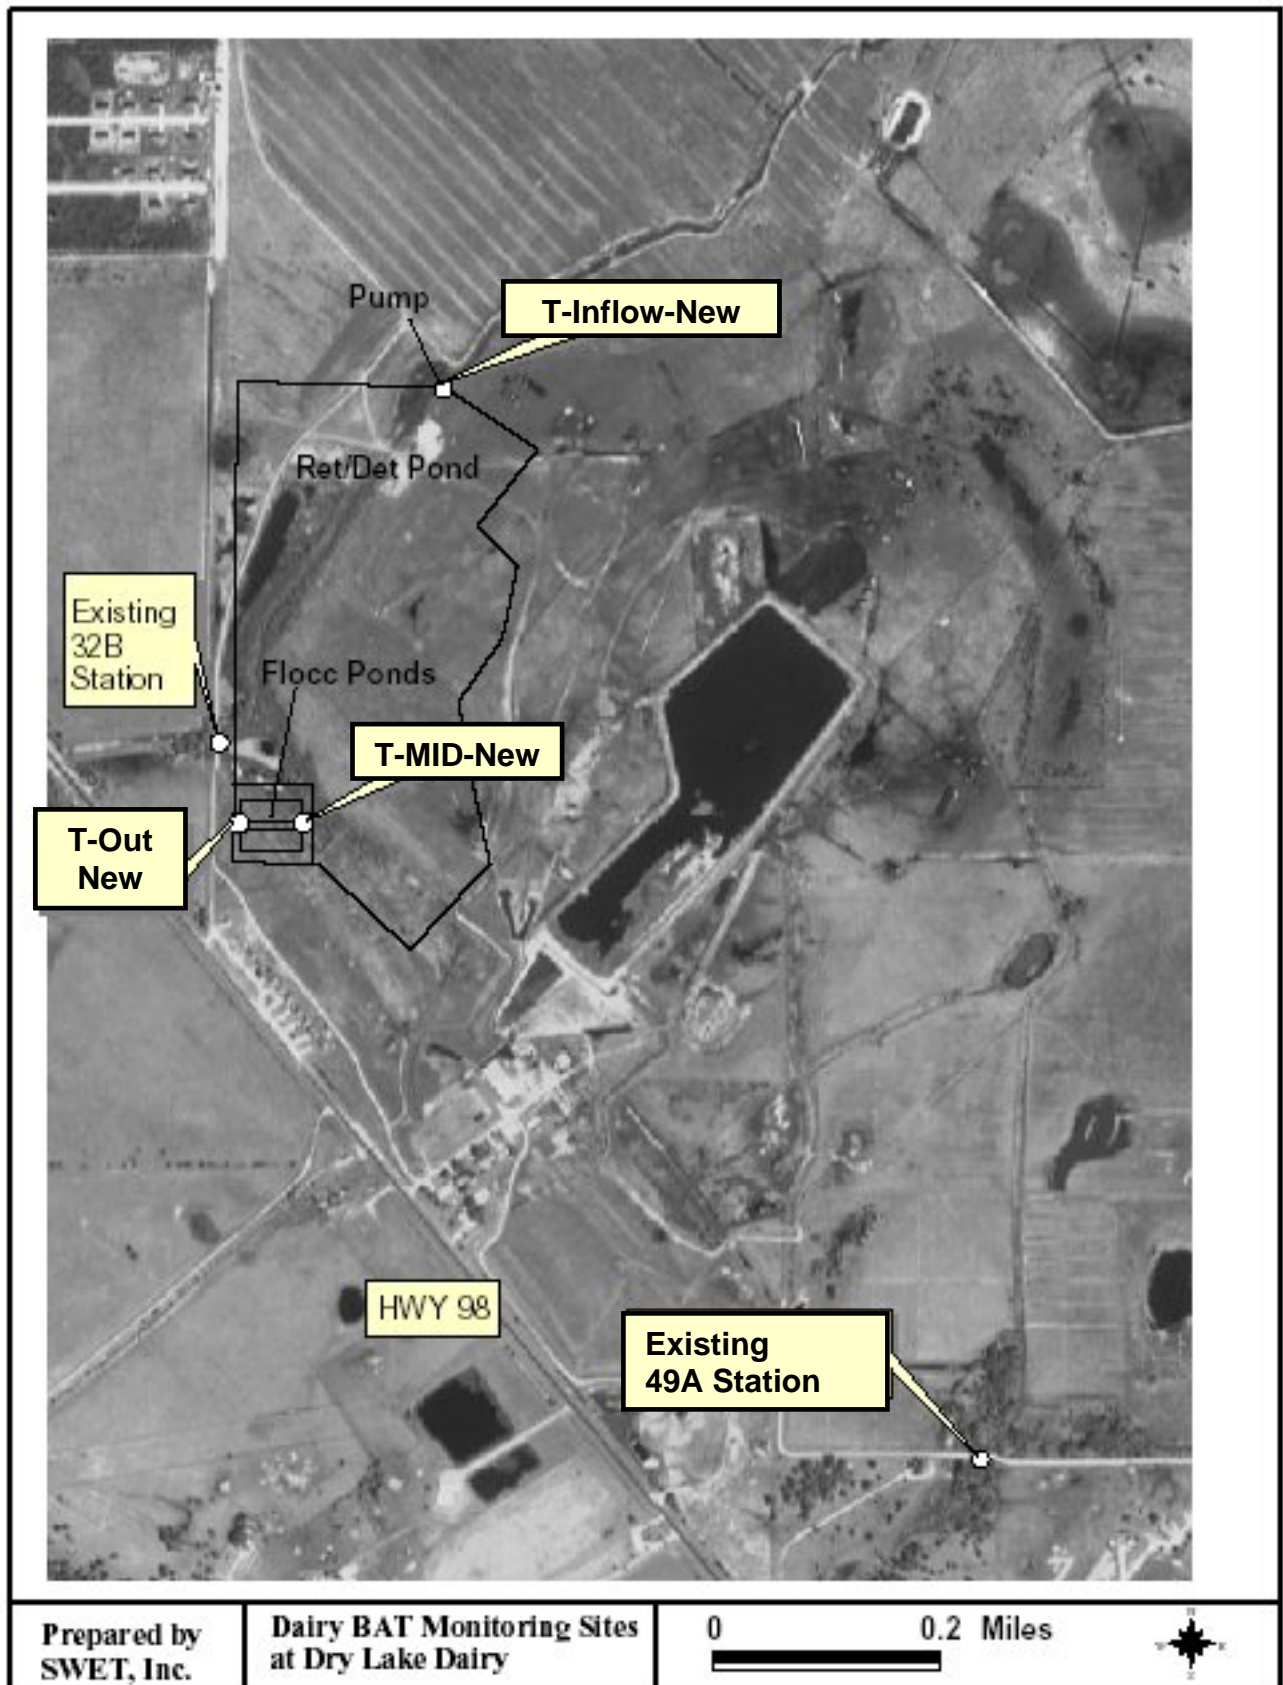 Pump
T-Inflow-New
Ret/Det Pond
Existing
32B
Station
Flocc Ponds
T-MID-New
T-Out
New
HWY 98
Existing
49A Station
Prepared by
SWET, Inc.
Dairy BAT Monitoring Sites
at Dry Lake Dairy
0 0.2 Miles